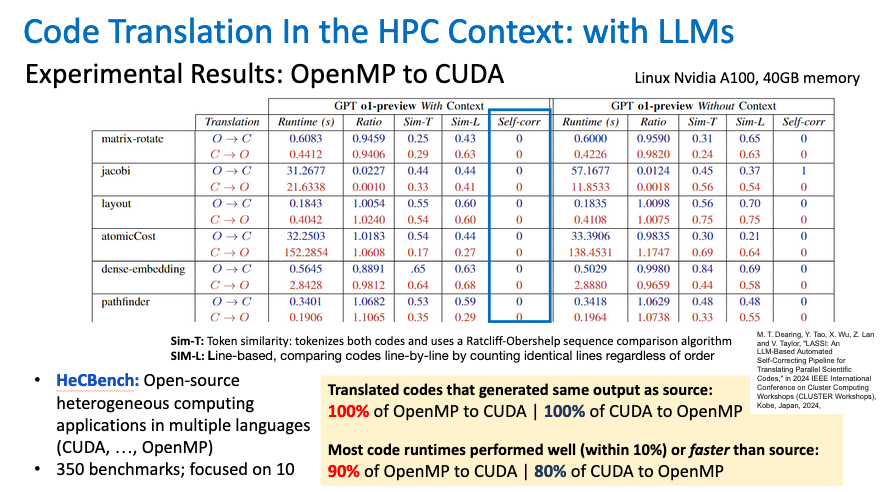 Code Translation In the HPC Context: with LLMs
Experimental Results: OpenMP to CUDA
Linux Nvidia A100, 40GB memory
GPT o1-preview With Context GPT o1-preview Without Context
Translation Runtime (s) Ratio Sim-T Sim-L Self-corr Runtime (s) Ratio Sim-T Sim-L Self-corr
matrix-rotate O → C 0.6083 0.9459 0.25 0.43 0 0.6000 0.9590 0.31 0.65 0
C → O 0.4412 0.9406 0.29 0.63 0 0.4226 0.9820 0.24 0.63 0
jacobi O → C 31.2677 0.0227 0.44 0.44 0 57.1677 0.0124 0.45 0.37 1
C → O 21.6338 0.0010 0.33 0.41 0 11.8533 0.0018 0.56 0.54 0
layout O → C 0.1843 1.0054 0.55 0.60 0 0.1835 1.0098 0.56 0.70 0
C → O 0.4042 1.0240 0.54 0.60 0 0.4108 1.0075 0.75 0.75 0
atomicCost O → C 32.2503 1.0183 0.54 0.44 0 33.3906 0.9835 0.30 0.21 0
C → O 152.2854 1.0608 0.17 0.27 0 138.4531 1.1747 0.69 0.64 0
dense-embedding O → C 0.5645 0.8891 .65 0.63 0 0.5029 0.9980 0.84 0.69 0
C → O 2.8428 0.9812 0.64 0.68 0 2.8880 0.9659 0.44 0.58 0
pathfinder O → C 0.3401 1.0682 0.53 0.59 0 0.3418 1.0629 0.48 0.48 0
C → O 0.1906 1.1065 0.35 0.29 0 0.1964 1.0738 0.33 0.55 0
Sim-T: Token similarity: tokenizes both codes and uses a Ratcliff-Obershelp sequence comparison algorithm
SIM-L: Line-based, comparing codes line-by-line by counting identical lines regardless of order
M. T. Dearing, Y. Tao, X. Wu, Z. Lan
and V. Taylor, "LASSI: An
LLM-Based Automated
Self-Correcting Pipeline for
Translating Parallel Scientific
Codes," in 2024 IEEE International
Conference on Cluster Computing
Workshops (CLUSTER Workshops),
Kobe, Japan, 2024,
• HeCBench: Open-source
heterogeneous computing
applications in multiple languages
(CUDA, …, OpenMP)
• 350 benchmarks; focused on 10
Translated codes that generated same output as source:
100% of OpenMP to CUDA | 100% of CUDA to OpenMP
Most code runtimes performed well (within 10%) or faster than source:
90% of OpenMP to CUDA | 80% of CUDA to OpenMP